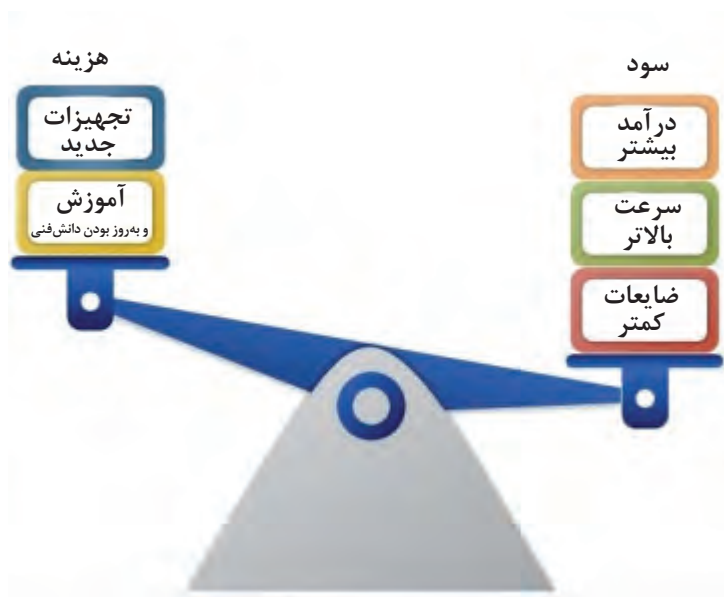 سود
درآمد
بیشتر
سرعت
بالاتر
ضایعات
کمتر
هزینه
تجهیزات
جدید
آموزش
و به‌روز بودن دانش‌فنی